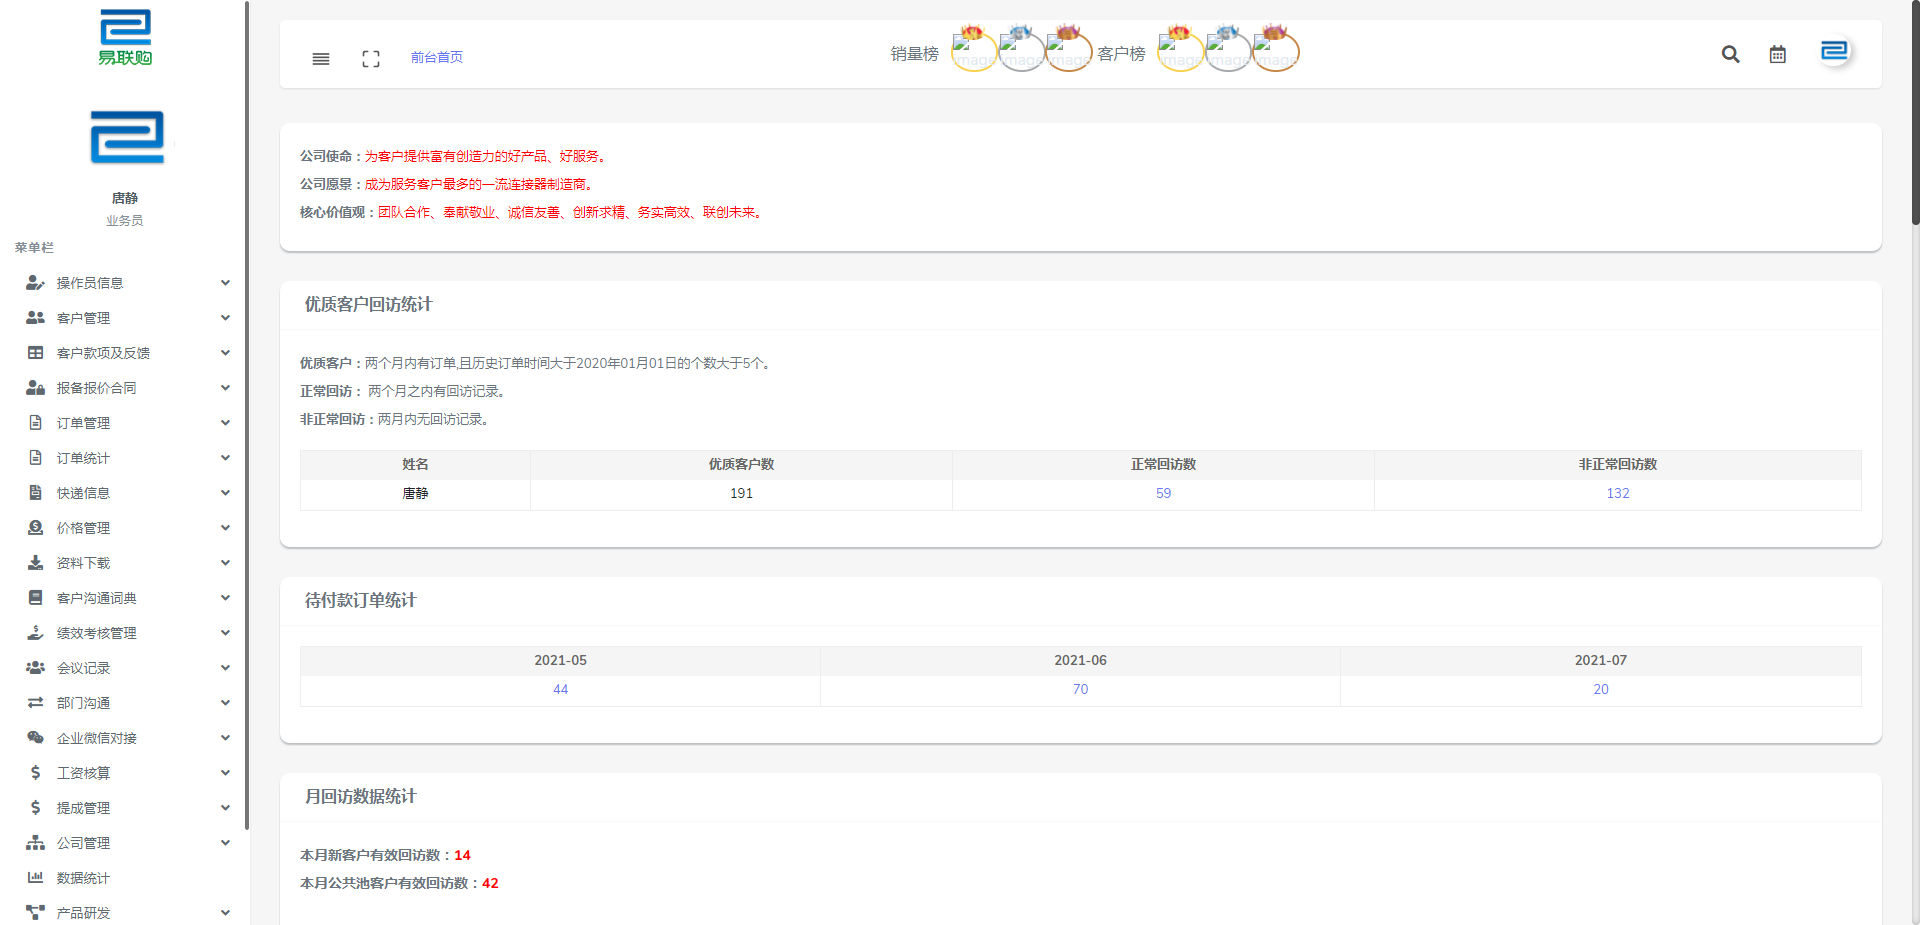 易联购
唐静
业务员
菜单栏
操作员信息
客户管理
客户款项及反馈
报备报价合同
订单管理
订单统计
快递信息
价格管理
资料下载
客户沟通词典
绩效考核管理
会议记录
部门沟通
企业微信对接
工资核算
提成管理
公司管理
数据统计
产品研发
前台首页 销量榜 image image image 客户榜 image image image
公司使命：为客户提供富有创造力的好产品、好服务。
公司愿景：成为服务客户最多的一流连接器制造商。
核心价值观：团队合作、奉献敬业、诚信友善、创新求精、务实高效、联创未来。
优质客户回访统计
优质客户：两个月内有订单,且历史订单时间大于2020年01月01日的个数大于5个。
正常回访： 两个月之内有回访记录。
非正常回访：两月内无回访记录。
姓名 优质客户数 正常回访数 非正常回访数
唐静 191 59 132
待付款订单统计
2021-05 2021-06 2021-07
44 70 20
月回访数据统计
本月新客户有效回访数：14
本月公共池客户有效回访数：42